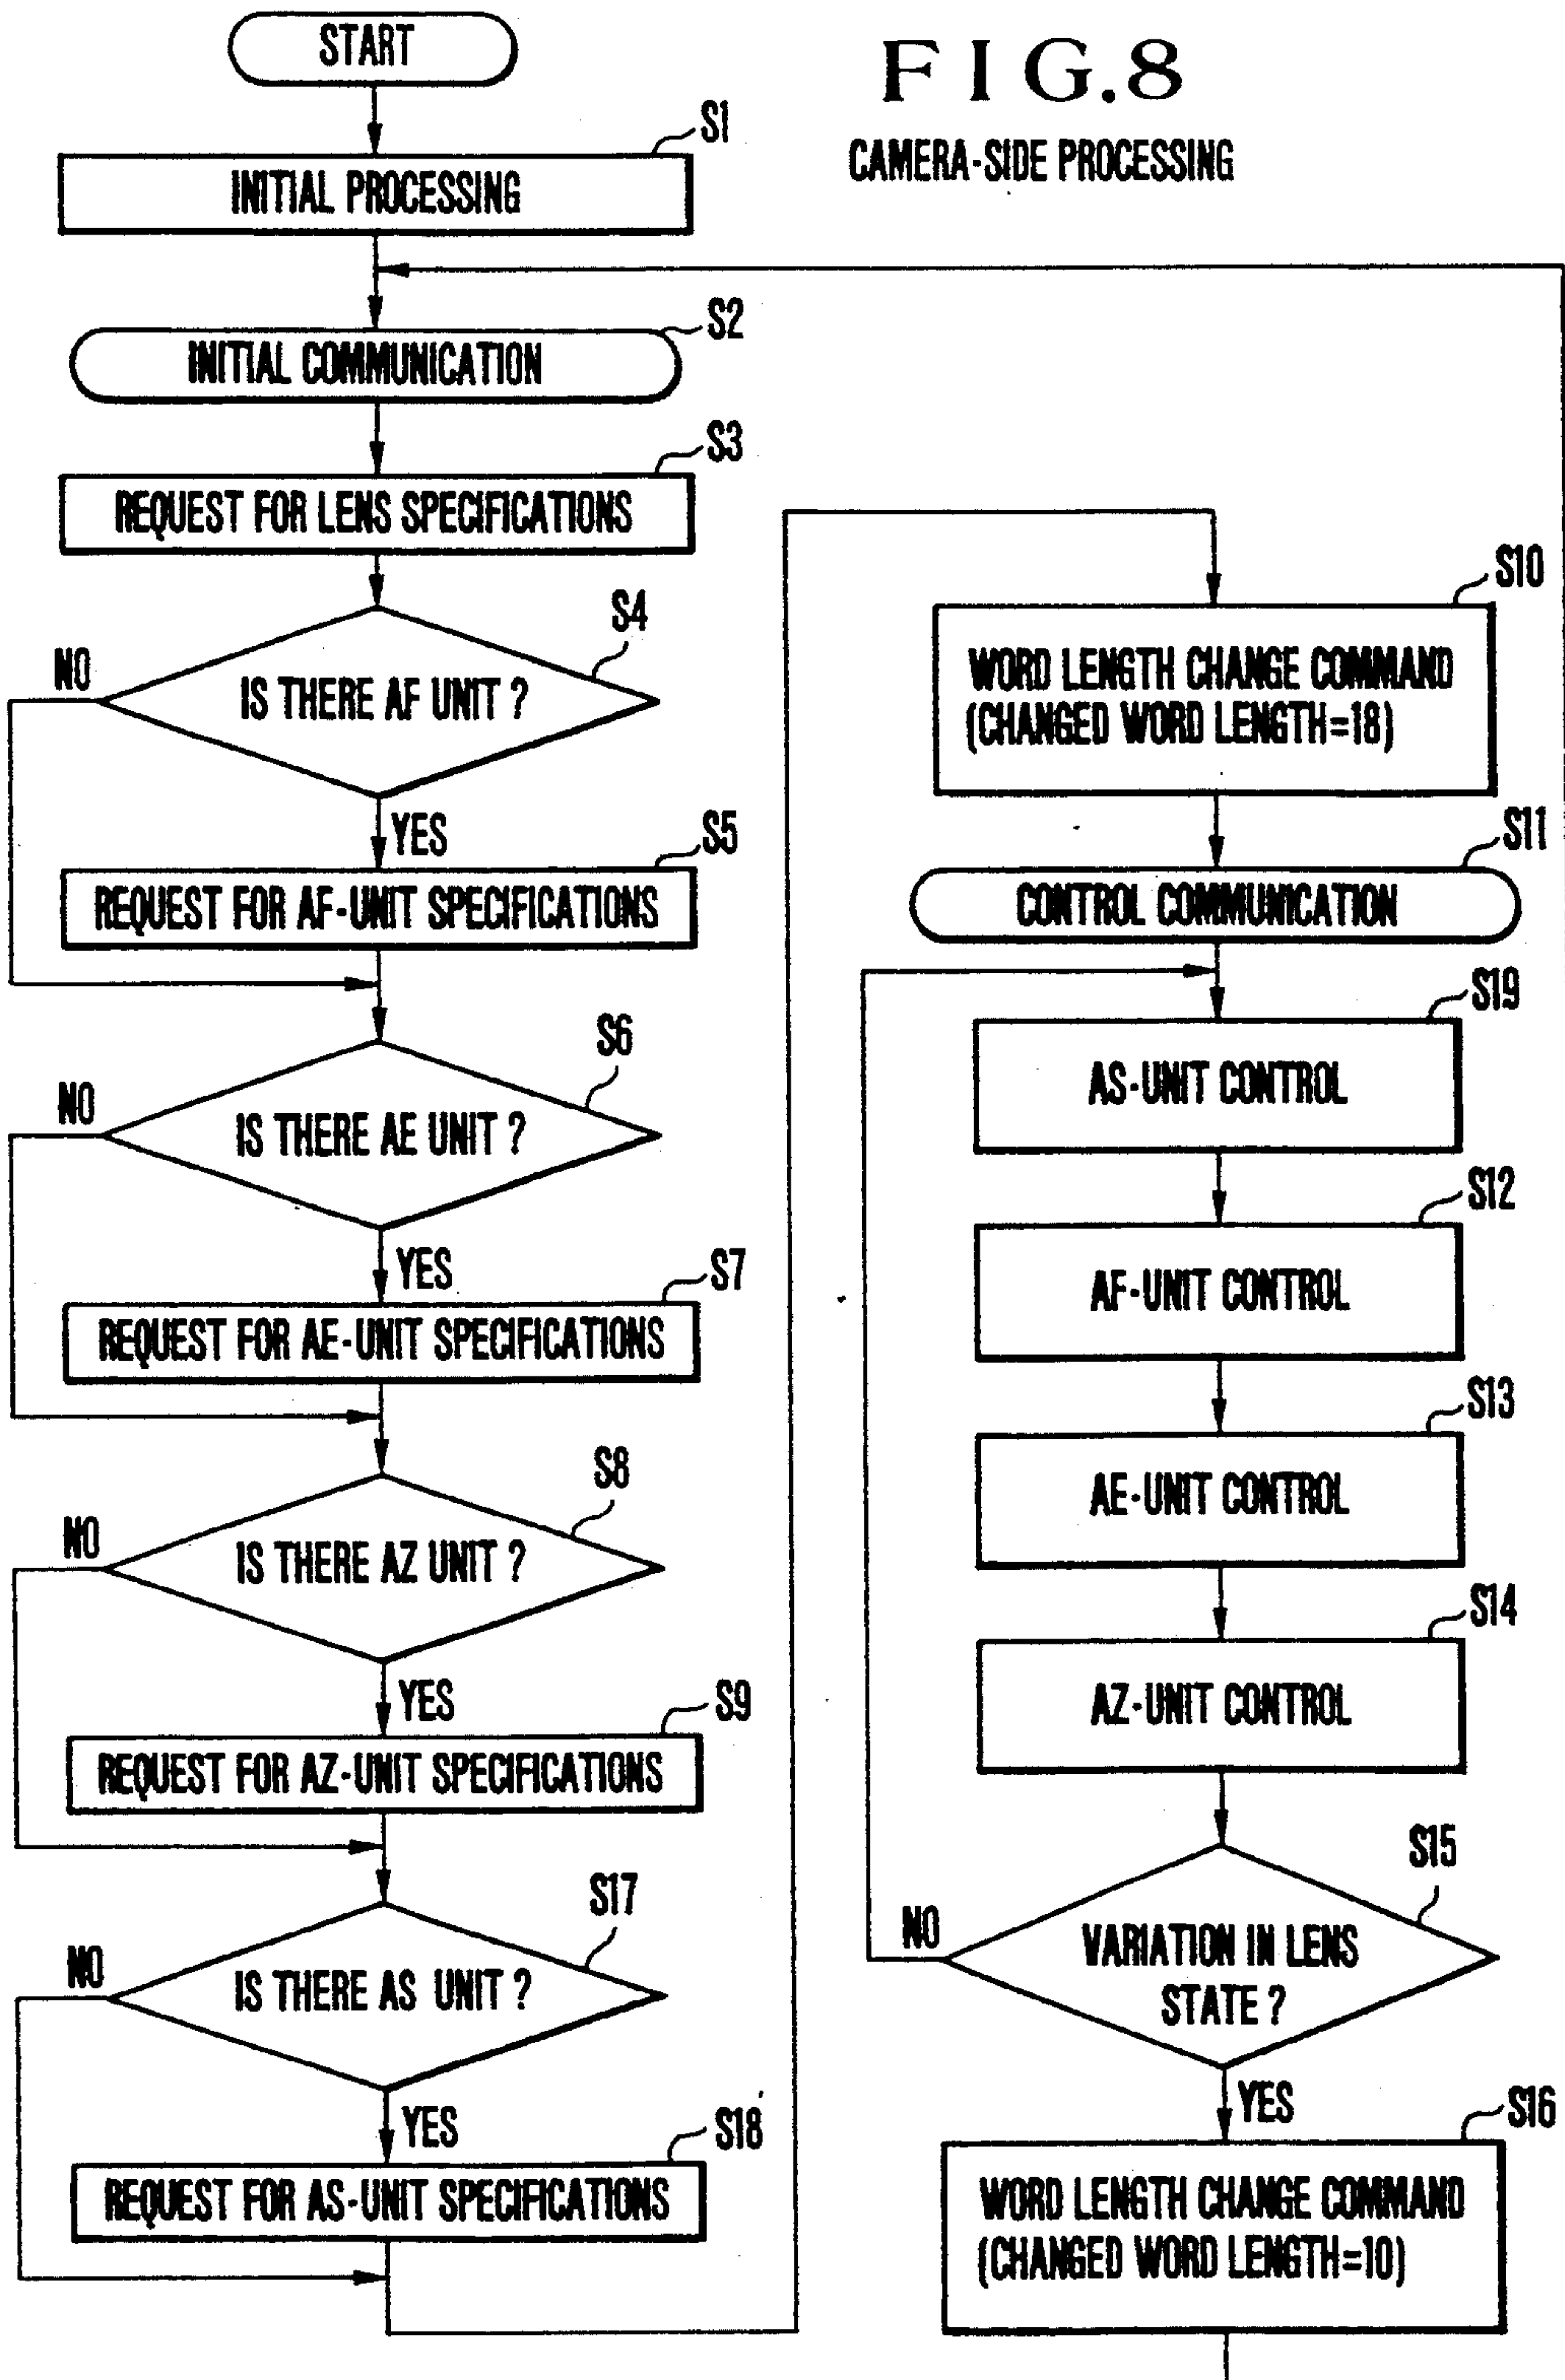 FIG.8
CAMERA-SIDE PROCESSING
START
S1
INITIAL PROCESSING
S2
INITIAL COMMUNICATION
S3
REQUEST FOR LENS SPECIFICATIONS
S4
NO
IS THERE AF UNIT ?
YES
S5
REQUEST FOR AF-UNIT SPECIFICATIONS
S6
NO
IS THERE AE UNIT ?
YES
S7
REQUEST FOR AE-UNIT SPECIFICATIONS
S8
NO
IS THERE AZ UNIT ?
YES
S9
REQUEST FOR AZ-UNIT SPECIFICATIONS
S17
NO
IS THERE AS UNIT ?
YES
S18
REQUEST FOR AS-UNIT SPECIFICATIONS
S10
WORD LENGTH CHANGE COMMAND
(CHANGED WORD LENGTH=18)
S11
CONTROL COMMUNICATION
S19
AS-UNIT CONTROL
S12
AF-UNIT CONTROL
S13
AE-UNIT CONTROL
S14
AZ-UNIT CONTROL
S15
NO
VARIATION IN LENS
STATE ?
YES
S16
WORD LENGTH CHANGE COMMAND
(CHANGED WORD LENGTH=10)